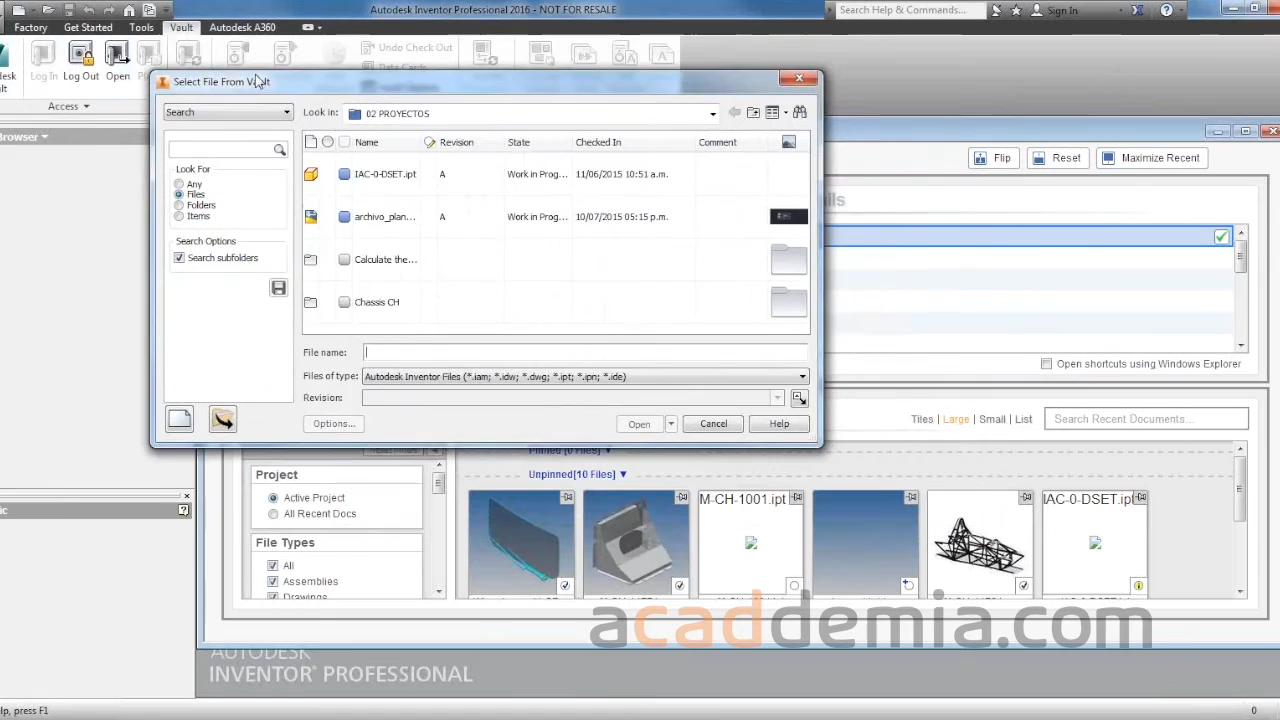 Autodesk Inventor Professional 2016 - NOT FOR RESALE
Search Help & Commands...
Sign In
Factory
Get Started
Tools
Vault
Autodesk A360
Log In
Log Out
Open
Undo Check Out
Access
Browser
Select File From Vault
Search
Look in:
02 PROYECTOS
Look For
Any
Files
Folders
Items
Search Options
Search subfolders
Name
Revision
State
Checked In
Comment
IAC-0-DSET.ipt
A
Work in Prog...
11/06/2015 10:51 a.m.
archivo_plan...
A
Work in Prog...
10/07/2015 05:15 p.m.
Calculate the...
Chassis CH
File name:
Files of type:
Autodesk Inventor Files (*.iam; *.idw; *.dwg; *.ipt; *.ipn; *.ide)
Revision:
Options...
Open
Cancel
Help
Flip
Reset
Maximize Recent
Open shortcuts using Windows Explorer
Tiles | Large | Small | List
Search Recent Documents...
Project
Active Project
All Recent Docs
File Types
All
Assemblies
Drawings
Pinned [0 Files]
Unpinned[10 Files]
M-CH-1001.ipt
IAC-0-DSET.ipt
acaddemia.com
AUTODESK
INVENTOR® PROFESSIONAL
lp, press F1
0